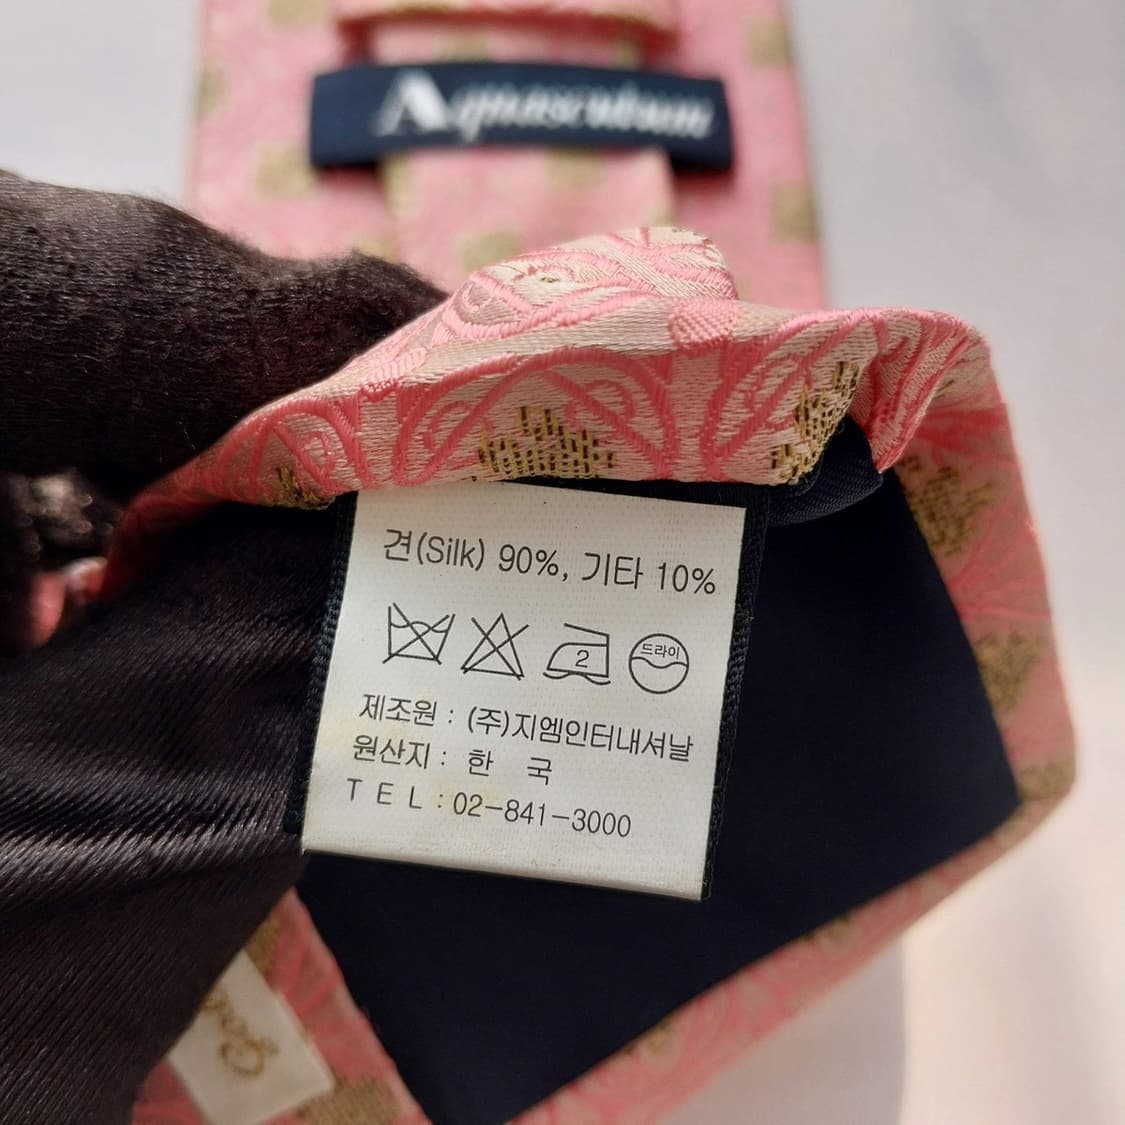 Aquascutum
견(Silk) 90%, 기타 10%
2 드라이
제조원 : (주)지엠인터내셔날
원산지 : 한 국
T E L : 02-841-3000